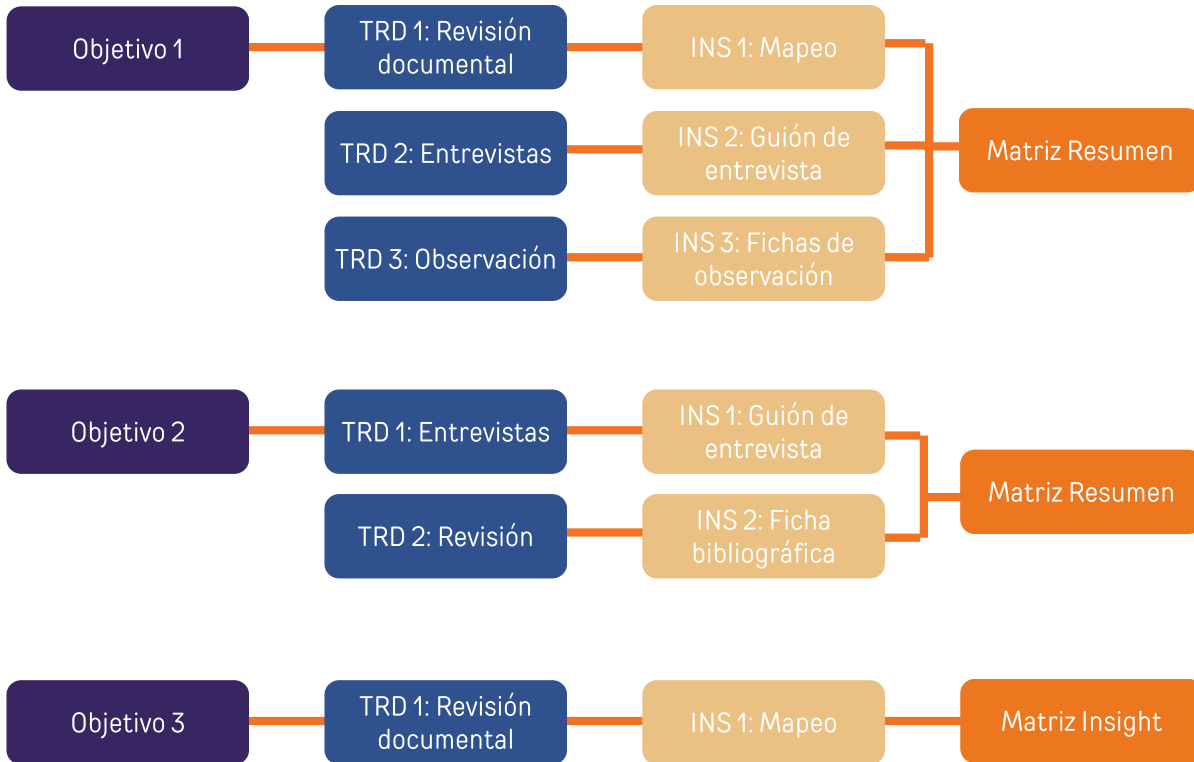 Objetivo 1
TRD 1: Revisión
documental
INS 1: Mapeo
TRD 2: Entrevistas
INS 2: Guión de
entrevista
Matriz Resumen
TRD 3: Observación
INS 3: Fichas de
observación
Objetivo 2
TRD 1: Entrevistas
INS 1: Guión de
entrevista
Matriz Resumen
TRD 2: Revisión
INS 2: Ficha
bibliográfica
Objetivo 3
TRD 1: Revisión
documental
INS 1: Mapeo
Matriz Insight